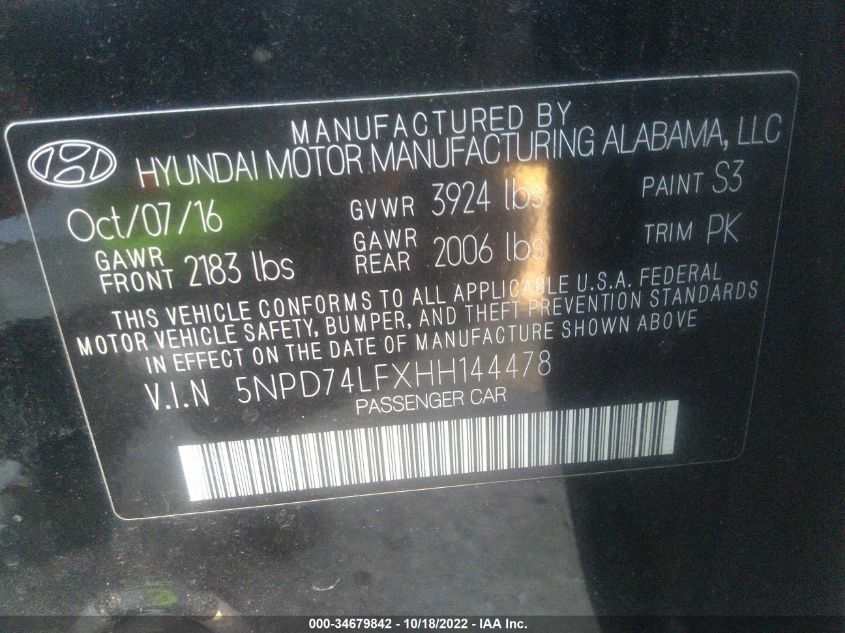 MANUFACTURED BY
HYUNDAI MOTOR MANUFACTURING ALABAMA, LLC
Oct/07/16 GVWR 3924 lbs PAINT S3
GAWR FRONT 2183 lbs GAWR REAR 2006 lbs TRIM PK
THIS VEHICLE CONFORMS TO ALL APPLICABLE U.S.A. FEDERAL
MOTOR VEHICLE SAFETY, BUMPER, AND THEFT PREVENTION STANDARDS
IN EFFECT ON THE DATE OF MANUFACTURE SHOWN ABOVE
V.I.N 5NPD74LFXHH144478
PASSENGER CAR
000-34679842 - 10/18/2022 - IAA Inc.